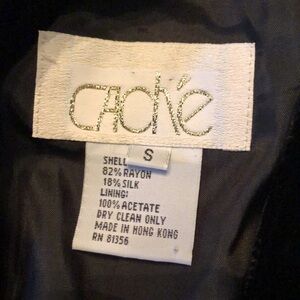 CACHÉ
S
SHELL
82% RAYON
18% SILK
LINING:
100% ACETATE
DRY CLEAN ONLY
MADE IN HONG KONG
RN 81356